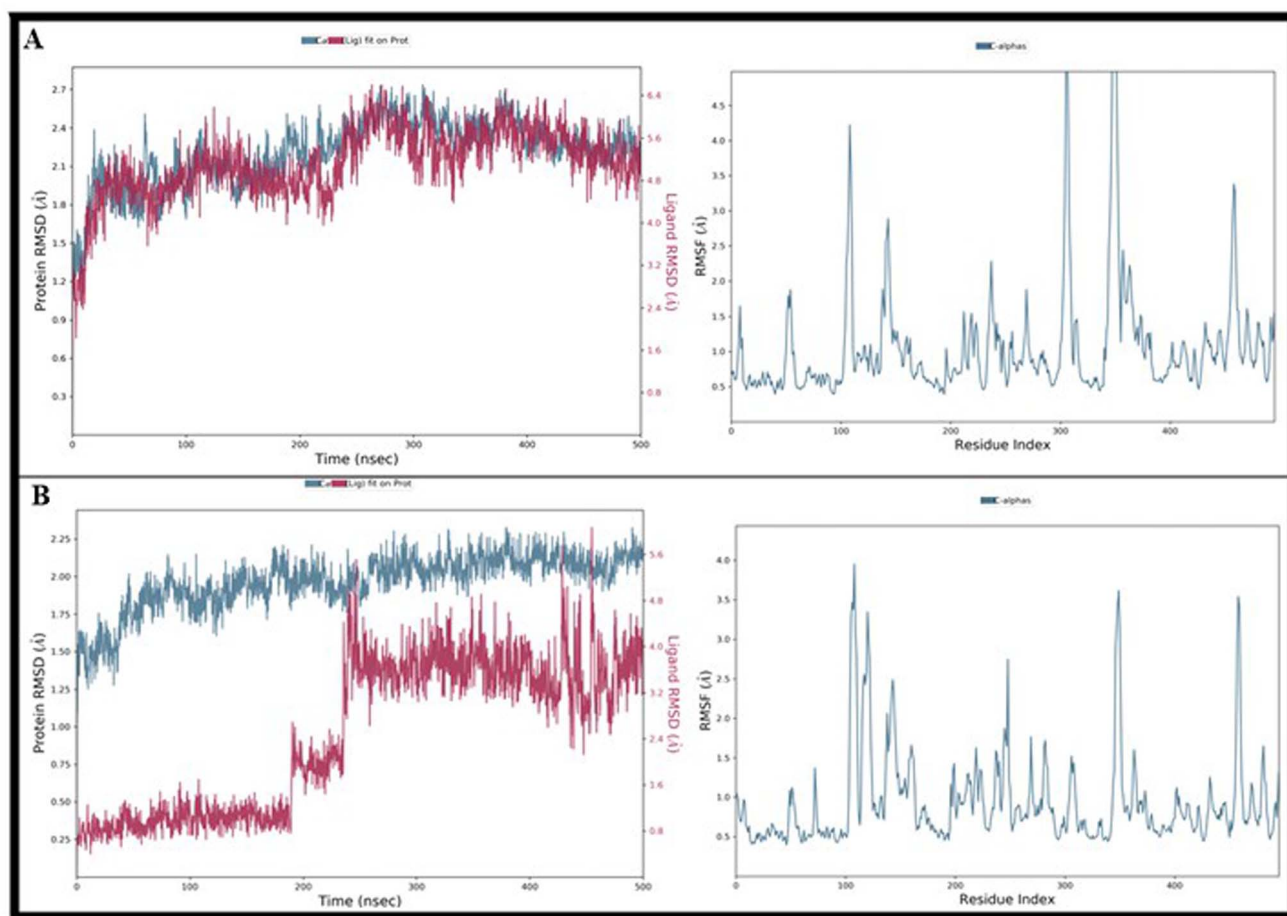 A
Cα (Lig) fit on Prot
C-alphas
Protein RMSD (Å)
2.7
2.4
2.1
1.8
1.5
1.2
0.9
0.6
0.3
6.4
5.6
4.8
4.0
3.2
2.4
1.6
0.8
Ligand RMSD (Å)
0 100 200 300 400 500
Time (nsec)
RMSF (Å)
4.5
4.0
3.5
3.0
2.5
2.0
1.5
1.0
0.5
0 100 200 300 400
Residue Index
B
(Lig) fit on Prot
C-alphas
Protein RMSD (Å)
2.25
2.00
1.75
1.50
1.25
1.00
0.75
0.50
0.25
5.6
4.8
4.0
3.2
2.4
1.6
0.8
Ligand RMSD (Å)
0 100 200 300 400 500
Time (nsec)
RMSF (Å)
4.0
3.5
3.0
2.5
2.0
1.5
1.0
0.5
0 100 200 300 400
Residue Index